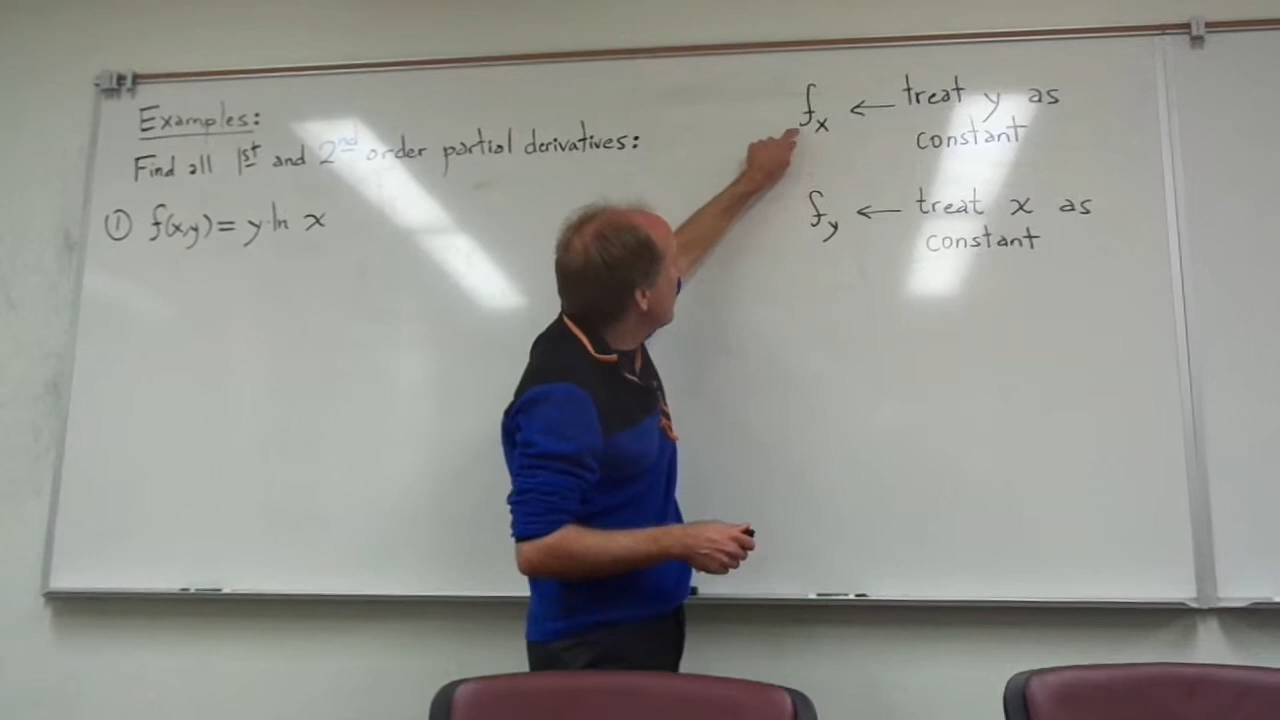 Examples:
Find all 1st and 2nd order partial derivatives:
① f(x,y) = y·ln x
fx ← treat y as
constant
fy ← treat x as
constant